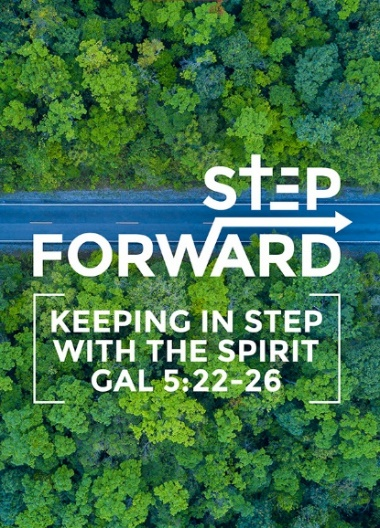 STEP
FORWARD
KEEPING IN STEP
WITH THE SPIRIT
GAL 5:22-26